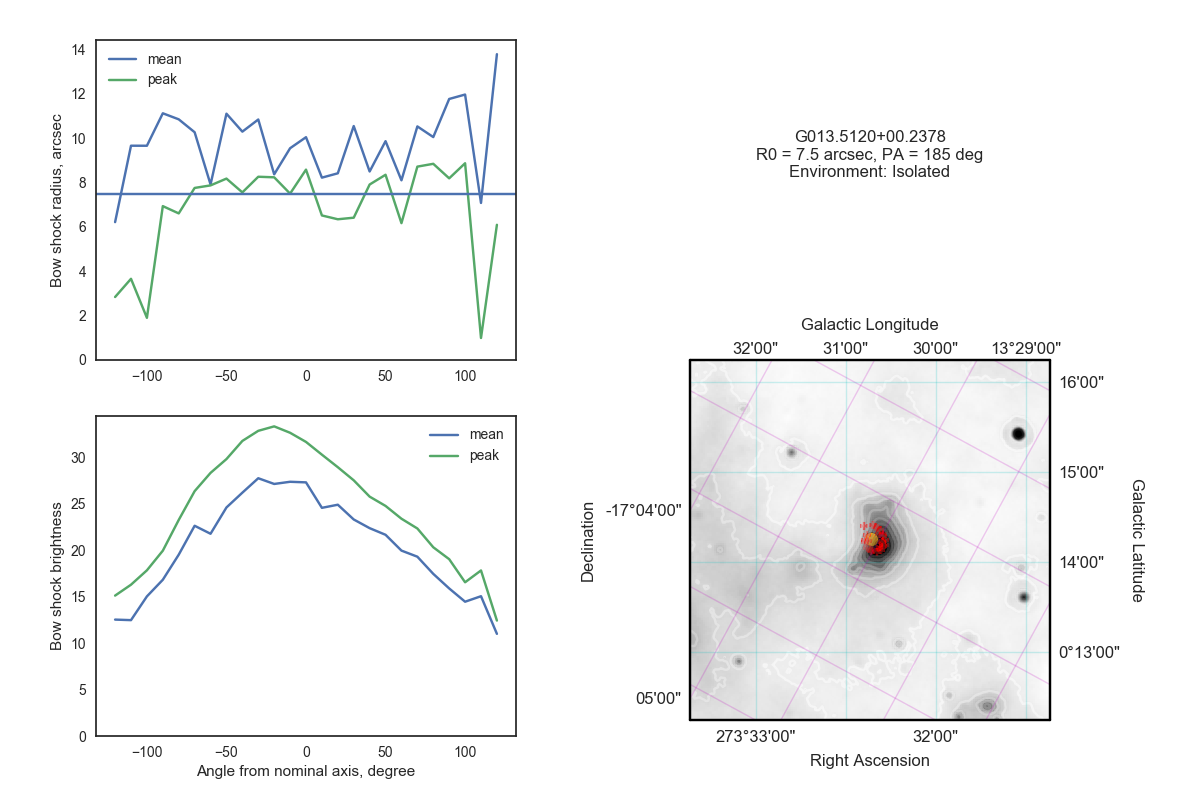 14
12
10
8
6
4
2
0
Bow shock radius, arcsec
mean
peak
−100
−50
0
50
100
G013.5120+00.2378
R0 = 7.5 arcsec, PA = 185 deg
Environment: Isolated
30
25
20
15
10
5
0
Bow shock brightness
mean
peak
−100
−50
0
50
100
Angle from nominal axis, degree
Galactic Longitude
32'00"
31'00"
30'00"
13°29'00"
16'00"
15'00"
14'00"
0°13'00"
Galactic Latitude
-17°04'00"
05'00"
Declination
273°33'00"
32'00"
Right Ascension